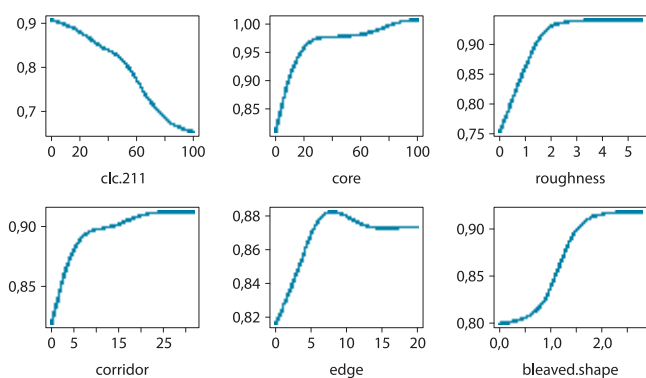 0,9
0,8
0,7
0 20 60 100
clc.211
1,00
0,95
0,90
0,85
0 20 60 100
core
0,90
0,85
0,80
0,75
0 1 2 3 4 5
roughness
0,90
0,85
0 5 15 25
corridor
0,88
0,86
0,84
0,82
0 5 10 15 20
edge
0,90
0,85
0,80
0,0 1,0 2,0
bleaved.shape